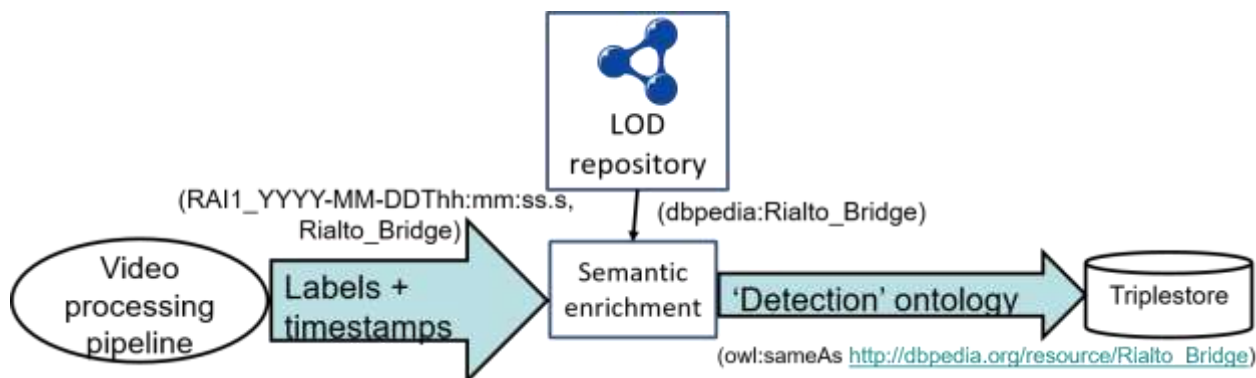 LOD
repository
(RAI1_YYYY-MM-DDThh:mm:ss.s,
Rialto_Bridge)
(dbpedia:Rialto_Bridge)
Video
processing
pipeline
Labels +
timestamps
Semantic
enrichment
‘Detection’ ontology
Triplestore
(owl:sameAs http://dbpedia.org/resource/Rialto_Bridge)